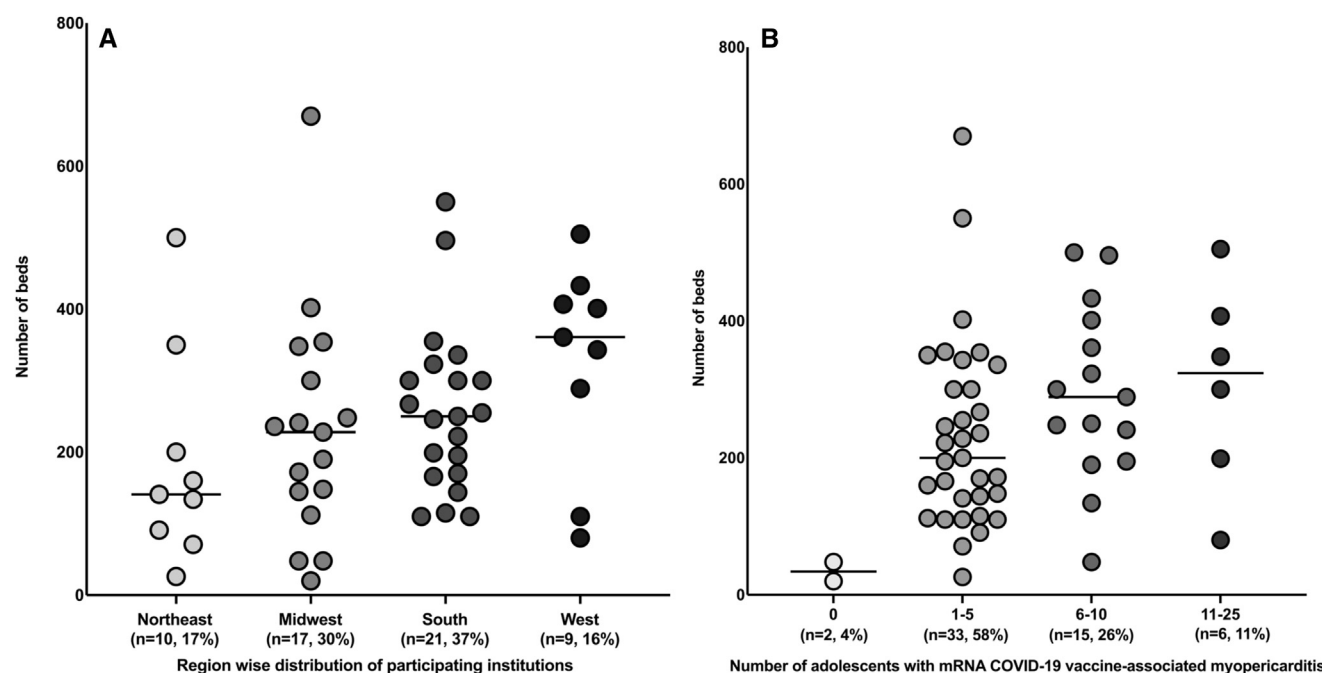 A
800
600
400
200
0
Number of beds
Northeast Midwest South West
(n=10, 17%) (n=17, 30%) (n=21, 37%) (n=9, 16%)
Region wise distribution of participating institutions
B
800
600
400
200
0
Number of beds
0 1-5 6-10 11-25
(n=2, 4%) (n=33, 58%) (n=15, 26%) (n=6, 11%)
Number of adolescents with mRNA COVID-19 vaccine-associated myopericarditis